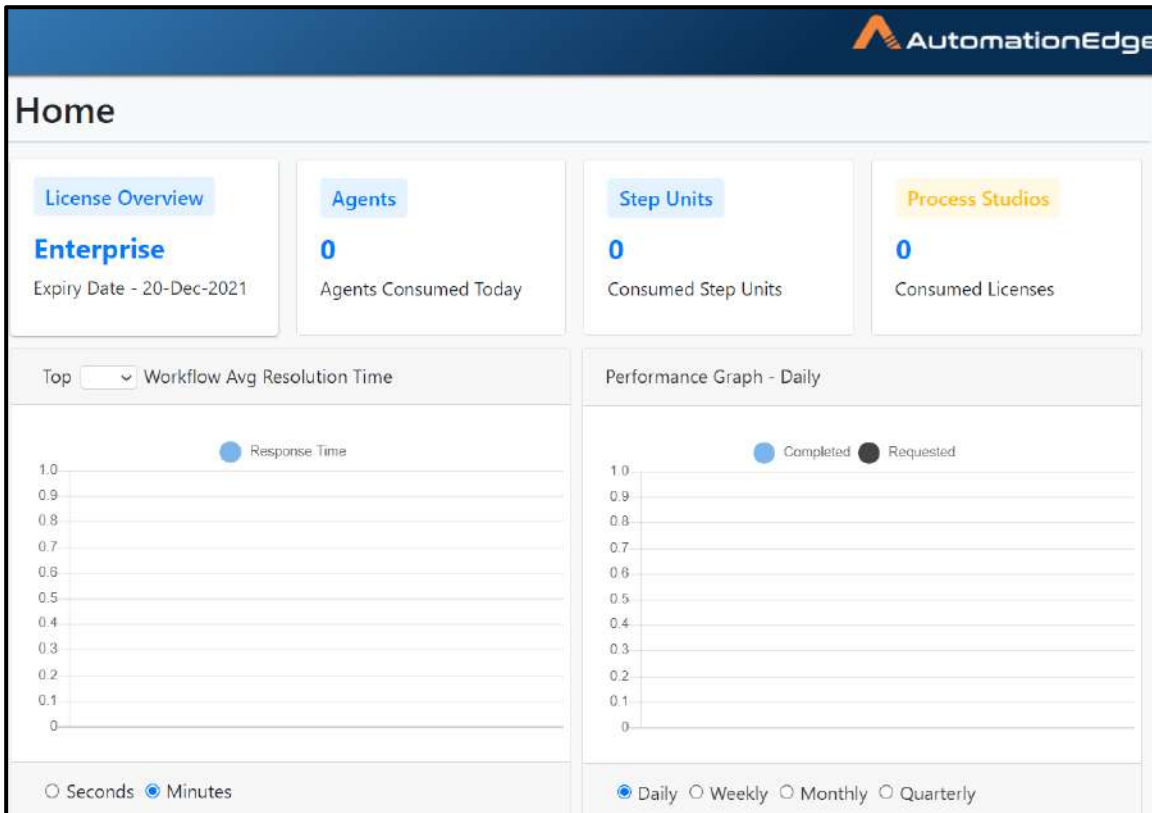 AutomationEdge
Home
License Overview
Enterprise
Expiry Date - 20-Dec-2021
Agents
0
Agents Consumed Today
Step Units
0
Consumed Step Units
Process Studios
0
Consumed Licenses
Top Workflow Avg Resolution Time
Response Time
1.0
0.9
0.8
0.7
0.6
0.5
0.4
0.3
0.2
0.1
0
Seconds Minutes
Performance Graph - Daily
Completed Requested
1.0
0.9
0.8
0.7
0.6
0.5
0.4
0.3
0.2
0.1
0
Daily Weekly Monthly Quarterly